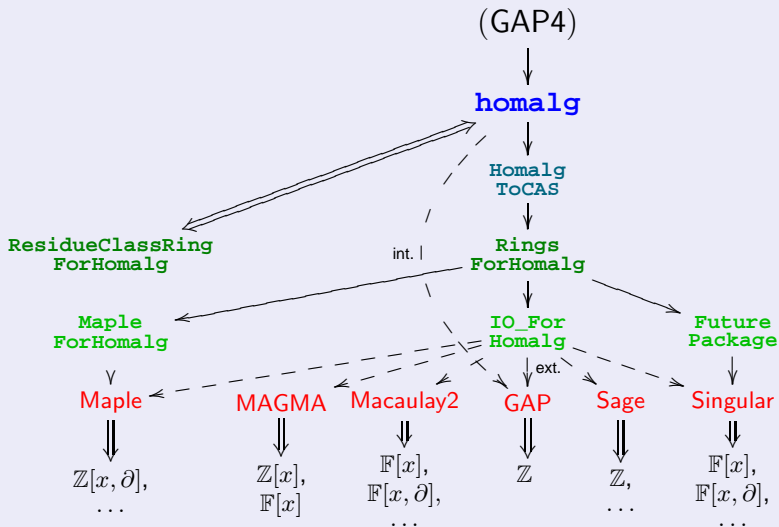 (GAP4)
homalg
Homalg
ToCAS
ResidueClassRing
ForHomalg
int.
Rings
ForHomalg
Maple
ForHomalg
IO_For
Homalg
Future
Package
ext.
Maple
MAGMA
Macaulay2
GAP
Sage
Singular
ℤ[x, ∂],
...
ℤ[x],
𝔽[x]
𝔽[x],
𝔽[x, ∂],
...
ℤ
ℤ,
...
𝔽[x],
𝔽[x, ∂],
...